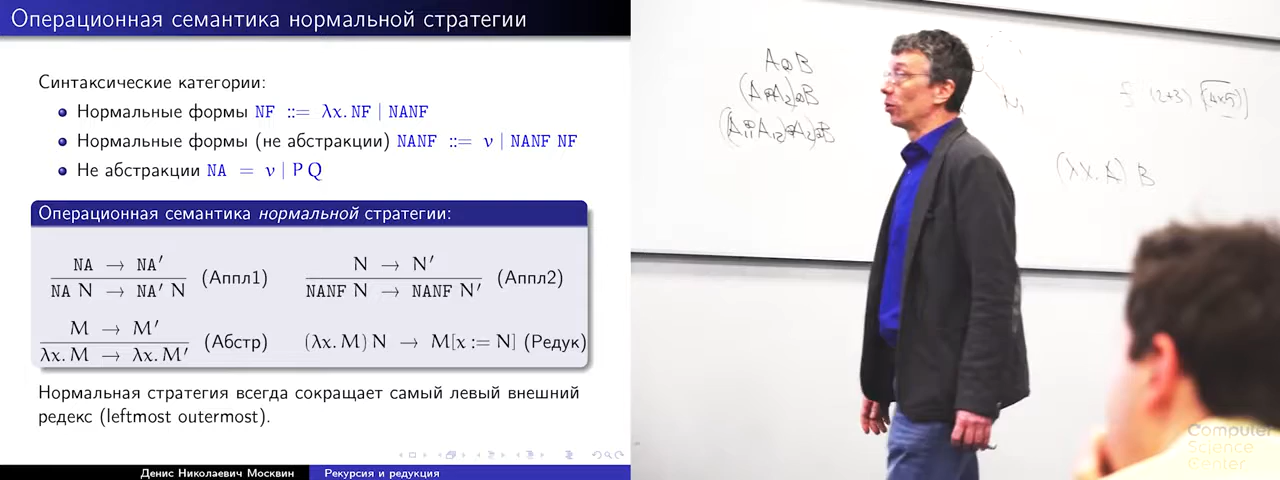 Операционная семантика нормальной стратегии
Синтаксические категории:
Нормальные формы NF ::= λx. NF | NANF
Нормальные формы (не абстракции) NANF ::= v | NANF NF
Не абстракции NA = v | P Q
Операционная семантика нормальной стратегии:
NA → NA′
NA N → NA′ N
(Аппл1)
N → N′
NANF N → NANF N′
(Аппл2)
M → M′
λx. M → λx. M′
(Абстр)
(λx. M) N → M[x := N] (Редук)
Нормальная стратегия всегда сокращает самый левый внешний
редекс (leftmost outermost).
Денис Николаевич Москвин
Рекурсия и редукция
(λx. A) B
Computer
Science
Center